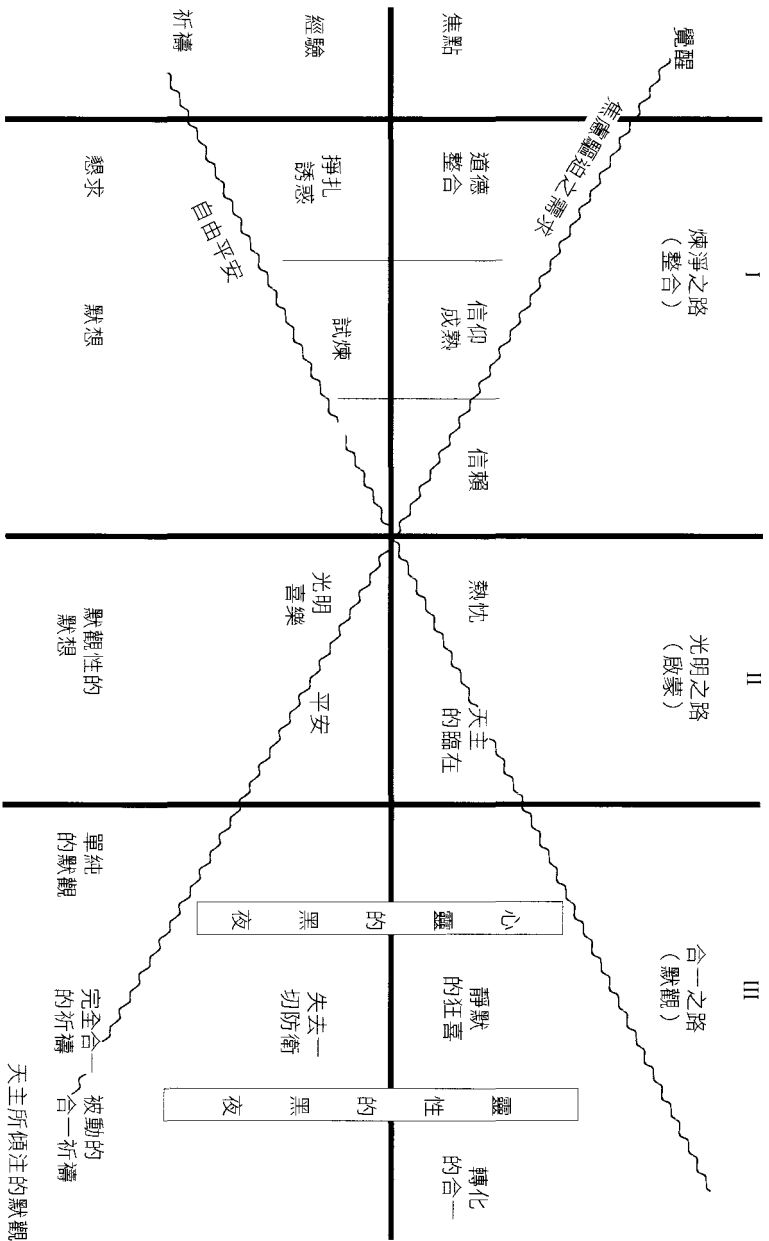 I
II
III
煉淨之路
（整合）
光明之路
（啟蒙）
合一之路
（默觀）
覺醒
焦慮驅迫之需求
焦點
道德
整合
信仰
成熟
信賴
熱忱
天主
的臨在
靜默
的狂喜
轉化
的合一
心靈的黑夜
靈性的黑夜
經驗
掙扎
誘惑
試煉
光明
喜樂
平安
失去一
切防衛
自由平安
祈禱
懇求
默想
默觀性的
默想
單純
的默觀
完全合一
的祈禱
被動的
合一祈禱
天主所傾注的默觀